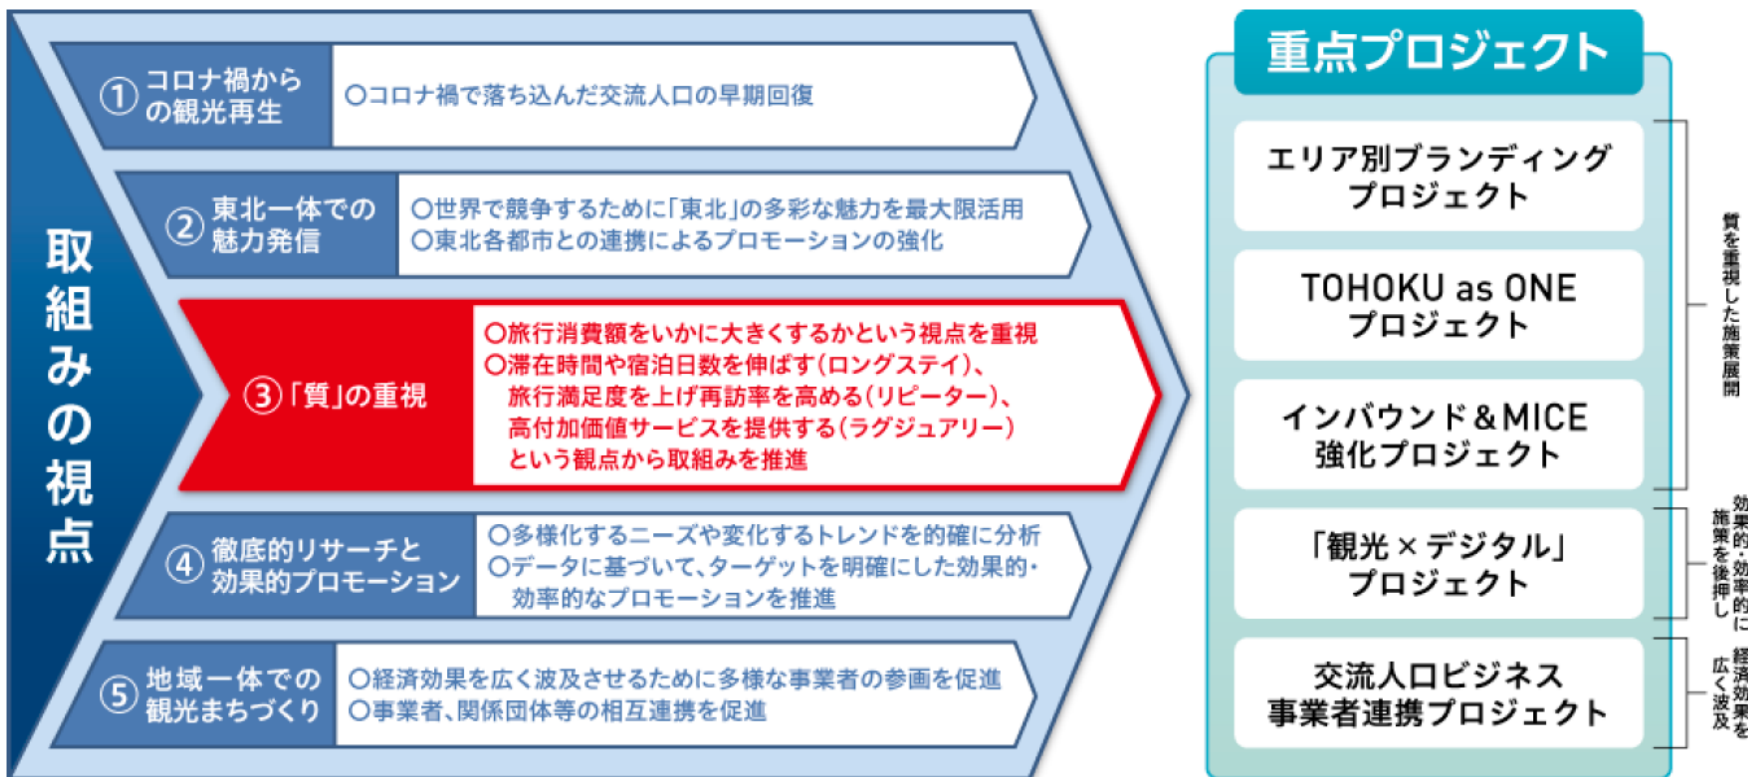 取組みの視点
①コロナ禍から
の観光再生
○コロナ禍で落ち込んだ交流人口の早期回復
②東北一体での
魅力発信
○世界で競争するために「東北」の多彩な魅力を最大限活用
○東北各都市との連携によるプロモーションの強化
③「質」の重視
○旅行消費額をいかに大きくするかという視点を重視
○滞在時間や宿泊日数を伸ばす(ロングステイ)、
旅行満足度を上げ再訪率を高める(リピーター)、
高付加価値サービスを提供する(ラグジュアリー)
という観点から取組みを推進
④徹底的リサーチと
効果的プロモーション
○多様化するニーズや変化するトレンドを的確に分析
○データに基づいて、ターゲットを明確にした効果的・
効率的なプロモーションを推進
⑤地域一体での
観光まちづくり
○経済効果を広く波及させるために多様な事業者の参画を促進
○事業者、関係団体等の相互連携を促進
重点プロジェクト
エリア別ブランディング
プロジェクト
TOHOKU as ONE
プロジェクト
インバウンド&MICE
強化プロジェクト
質を重視した施策展開
「観光×デジタル」
プロジェクト
効果的・効率的に
施策を後押し
交流人口ビジネス
事業者連携プロジェクト
経済効果を
広く波及